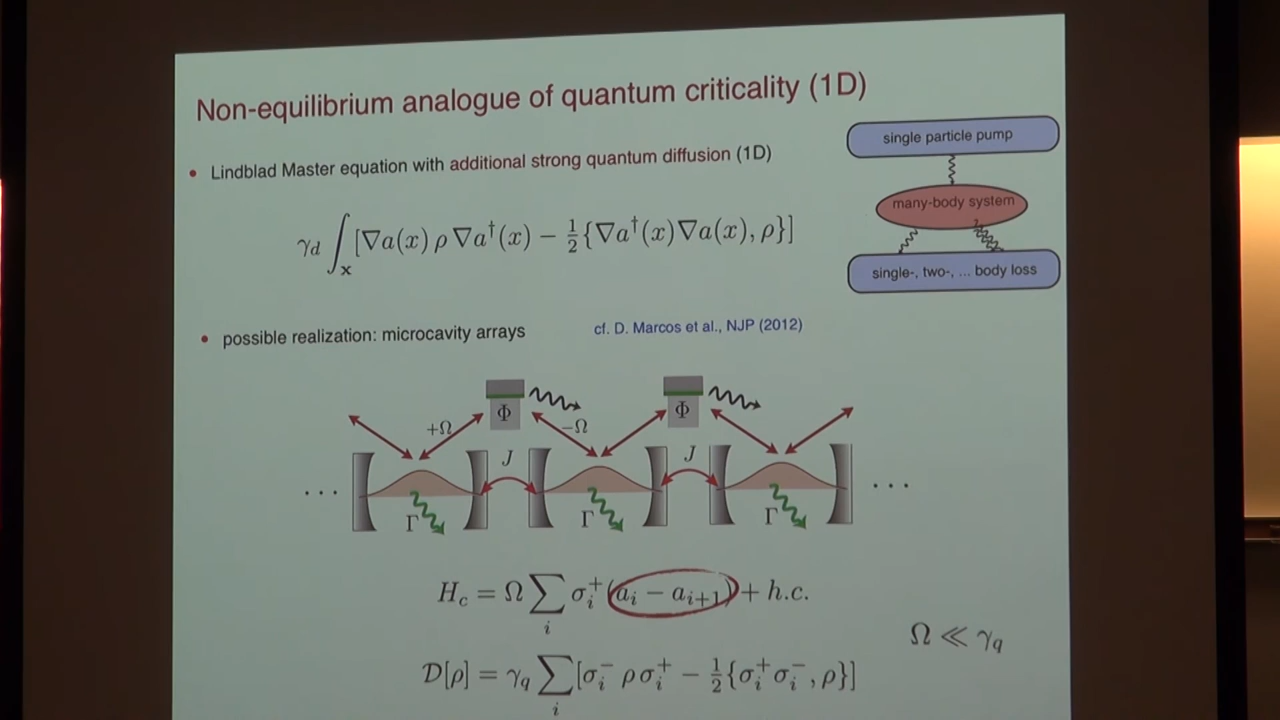 Non-equilibrium analogue of quantum criticality (1D)
single particle pump
many-body system
single-, two-, ... body loss
• Lindblad Master equation with additional strong quantum diffusion (1D)
γ_d ∫_x [∇a(x) ρ ∇a†(x) − ½{∇a†(x)∇a(x), ρ}]
• possible realization: microcavity arrays
cf. D. Marcos et al., NJP (2012)
Φ Φ
+Ω −Ω
J J
... Γ Γ Γ ...
H_c = Ω ∑_i σ_i^+ (a_i − a_{i+1}) + h.c.
Ω ≪ γ_q
𝒟[ρ] = γ_q ∑_i [σ_i^− ρ σ_i^+ − ½{σ_i^+ σ_i^−, ρ}]